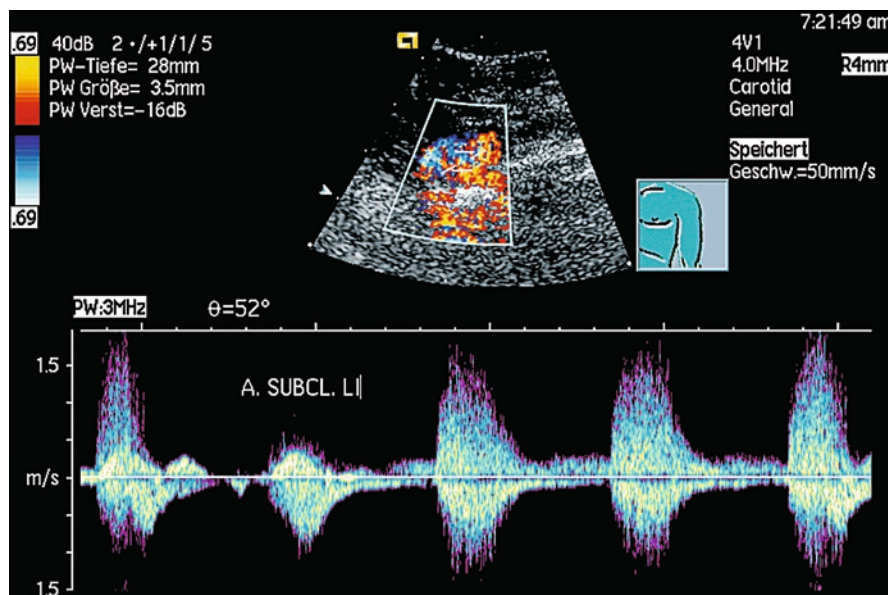 7:21:49 am
.69
40dB 2 •/+1/1/ 5
PW-Tiefe= 28mm
PW Größe= 3.5mm
PW Verst=-16dB
.69
4V1
4.0MHz
R4mm
Carotid
General
Speichert
Geschw.=50mm/s
PW:3MHz
θ=52°
1.5
A. SUBCL. LI
m/s
1.5